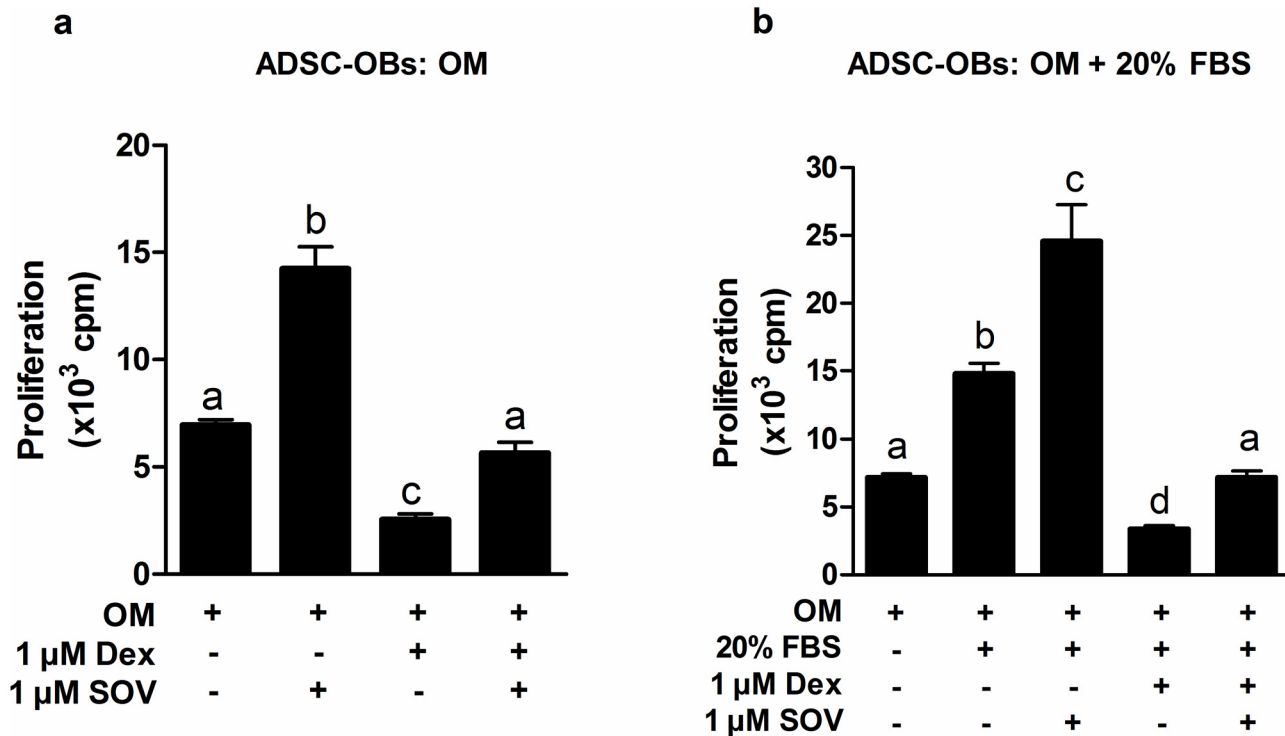 a
ADSC-OBs: OM
Proliferation
(x10³ cpm)
20
15
10
5
0
a
b
c
a
OM + + + +
1 µM Dex - - + +
1 µM SOV - + - +
b
ADSC-OBs: OM + 20% FBS
Proliferation
(x10³ cpm)
30
25
20
15
10
5
0
a
b
c
d
a
OM + + + + +
20% FBS - + + + +
1 µM Dex - - - + +
1 µM SOV - - + - +